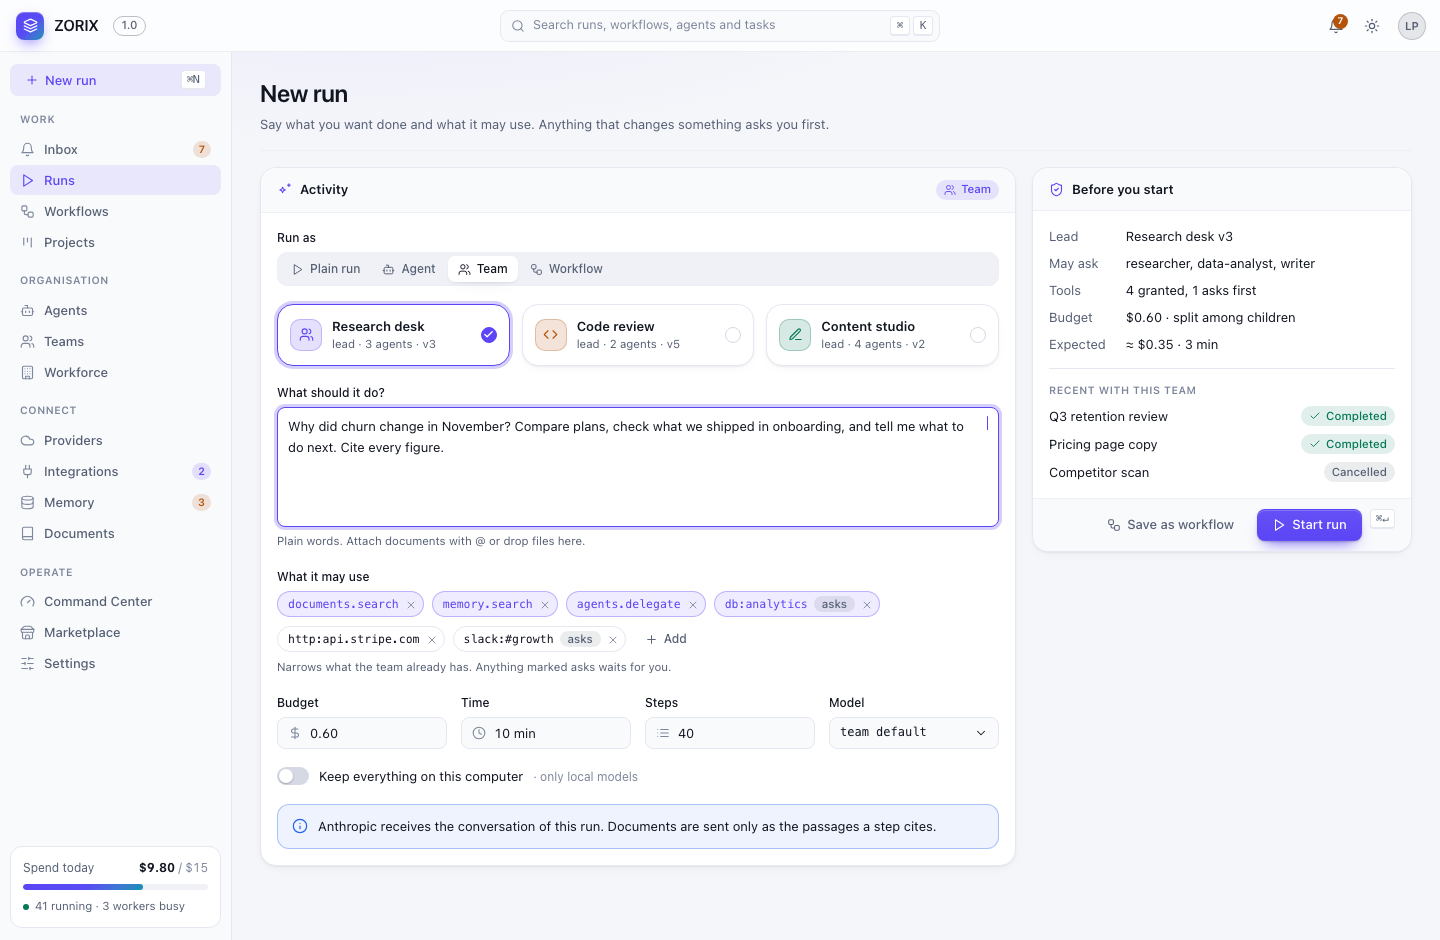 ZORIX 1.0
Search runs, workflows, agents and tasks
⌘ K
7
LP
New run
⌘N
WORK
Inbox 7
Runs
Workflows
Projects
ORGANISATION
Agents
Teams
Workforce
CONNECT
Providers
Integrations 2
Memory 3
Documents
OPERATE
Command Center
Marketplace
Settings
Spend today $9.80 / $15
41 running · 3 workers busy
New run
Say what you want done and what it may use. Anything that changes something asks you first.
Activity
Team
Run as
Plain run Agent Team Workflow
Research desk
lead · 3 agents · v3
Code review
lead · 2 agents · v5
Content studio
lead · 4 agents · v2
What should it do?
Why did churn change in November? Compare plans, check what we shipped in onboarding, and tell me what to
do next. Cite every figure.
Plain words. Attach documents with @ or drop files here.
What it may use
documents.search memory.search agents.delegate db:analytics asks
http:api.stripe.com slack:#growth asks Add
Narrows what the team already has. Anything marked asks waits for you.
Budget Time Steps Model
$ 0.60 10 min 40 team default
Keep everything on this computer · only local models
Anthropic receives the conversation of this run. Documents are sent only as the passages a step cites.
Before you start
Lead Research desk v3
May ask researcher, data-analyst, writer
Tools 4 granted, 1 asks first
Budget $0.60 · split among children
Expected ≈ $0.35 · 3 min
RECENT WITH THIS TEAM
Q3 retention review Completed
Pricing page copy Completed
Competitor scan Cancelled
Save as workflow Start run ⌘↵